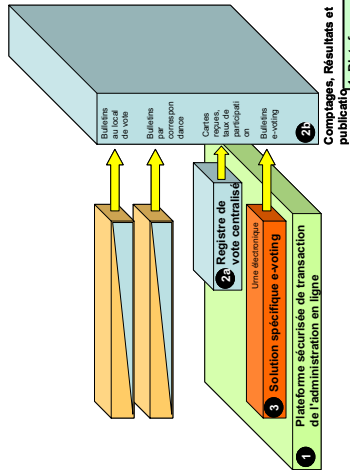 Bulletins
au local
de vote
Bulletins
par
correspon
dance
Cartes
reçues,
taux de
participati
on
Bulletins
e-voting
2b
Comptages, Résultats et
publicatio
2a Registre de
vote centralisé
Urne électronique
3 Solution spécifique e-voting
1 Plateforme sécurisée de transaction
de l'administration en ligne